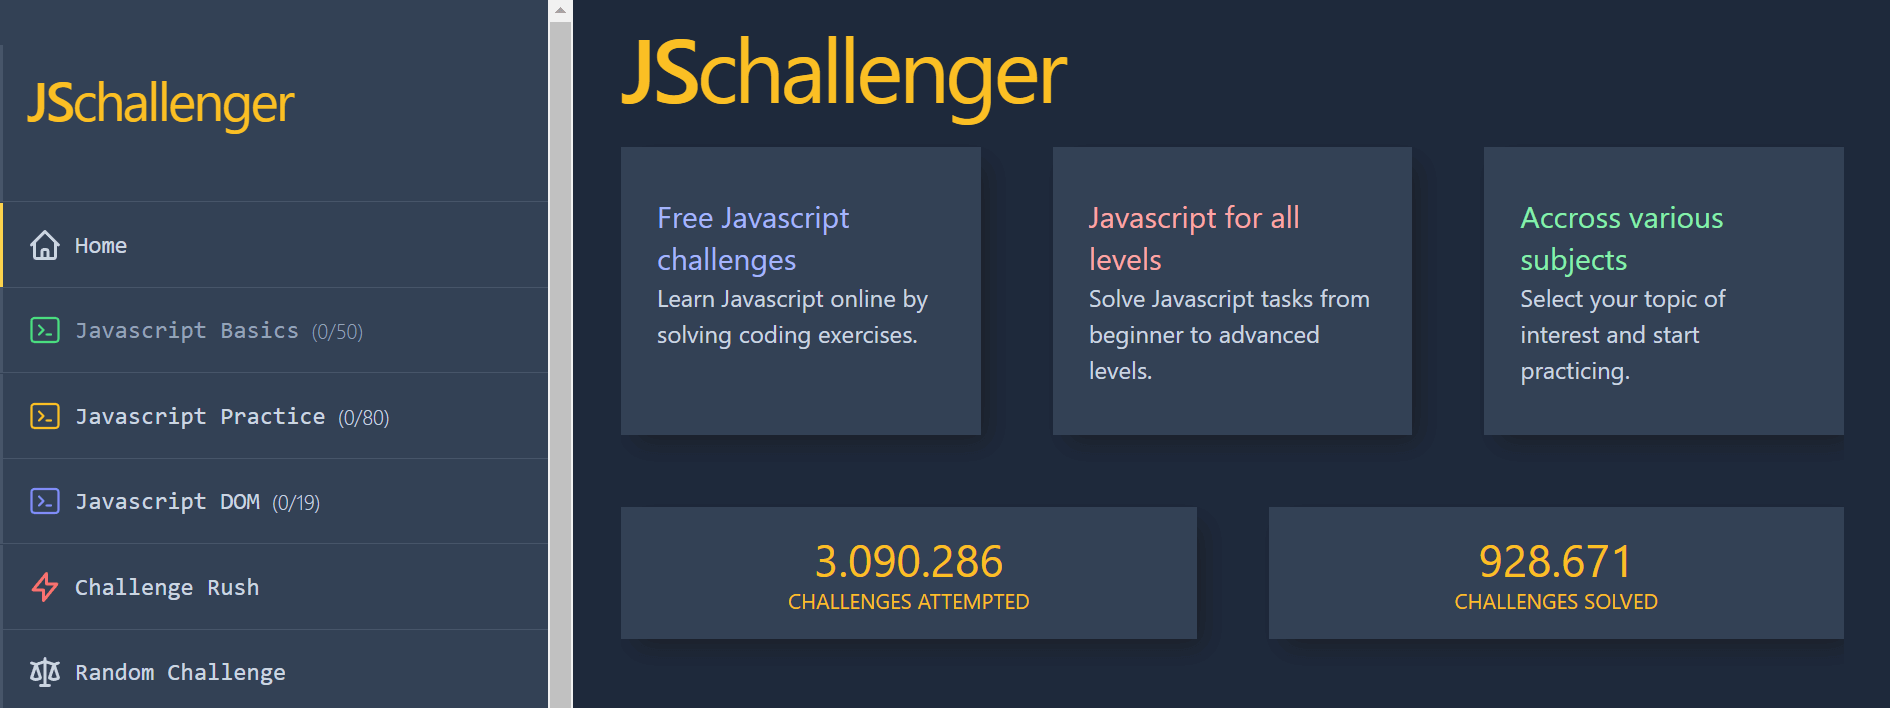 JSchallenger
Home
Javascript Basics (0/50)
Javascript Practice (0/80)
Javascript DOM (0/19)
Challenge Rush
Random Challenge
JSchallenger
Free Javascript
challenges
Learn Javascript online by
solving coding exercises.
Javascript for all
levels
Solve Javascript tasks from
beginner to advanced
levels.
Accross various
subjects
Select your topic of
interest and start
practicing.
3.090.286
CHALLENGES ATTEMPTED
928.671
CHALLENGES SOLVED